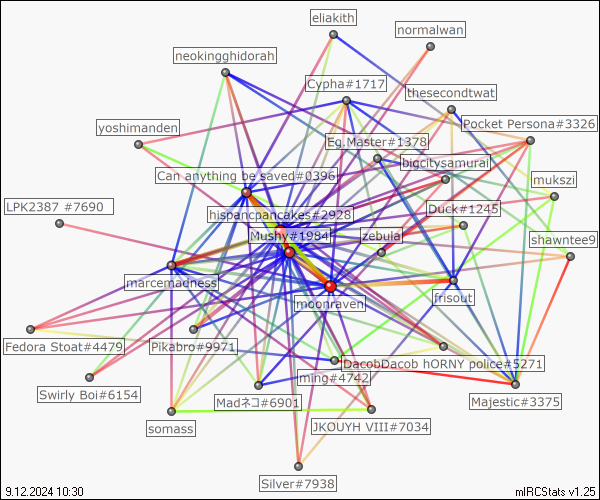 eliakith
normalwan
neokingghidorah
Cypha#1717
thesecondtwat
Pocket Persona#3326
yoshimanden
Eg.Master#1378
bigcitysamurai
Can anything be saved#0396
mukszi
LPK2387 #7690
hispancpancakes#2928
Duck#1245
Mushy#1984
zebula
shawntee9
marcemadness
moonraven
frisout
Fedora Stoat#4479
Pikabro#9971
DacobDacob hORNY police#5271
ming#4742
Swirly Boi#6154
Madネコ#6901
Majestic#3375
somass
JKOUYH VIII#7034
Silver#7938
9.12.2024 10:30
mIRCStats v1.25